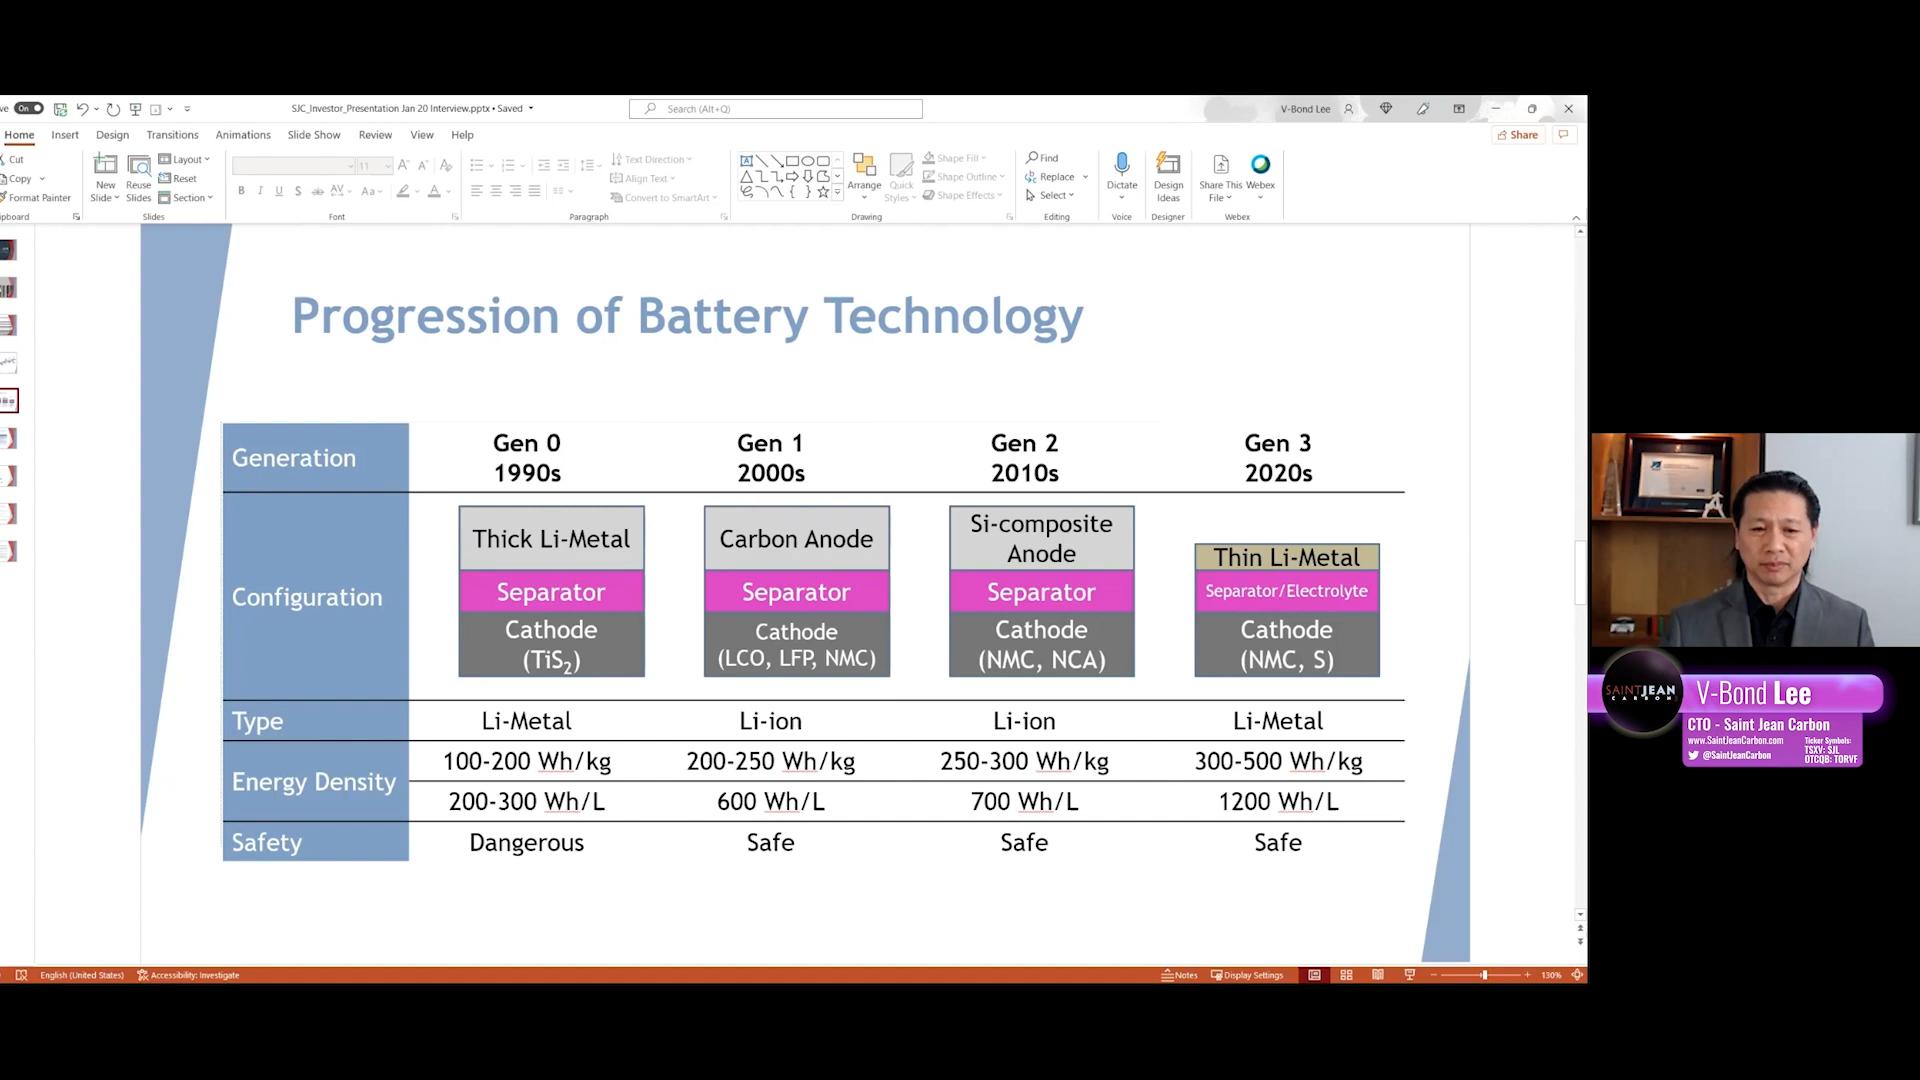 ve On
SJC_Investor_Presentation Jan 20 Interview.pptx • Saved
Search (Alt+Q)
V-Bond Lee
Home Insert Design Transitions Animations Slide Show Review View Help
Share
Cut
Copy
Format Painter
ipboard
New Slide
Reuse Slides
Layout
Reset
Section
Slides
11
Font
Text Direction
Align Text
Convert to SmartArt
Paragraph
Arrange
Quick Styles
Shape Fill
Shape Outline
Shape Effects
Drawing
Find
Replace
Select
Editing
Dictate
Voice
Design Ideas
Designer
Share This File
Webex
Webex
Progression of Battery Technology
Generation
Gen 0 Gen 1 Gen 2 Gen 3
1990s 2000s 2010s 2020s
Configuration
Thick Li-Metal
Separator
Cathode
(TiS₂)
Carbon Anode
Separator
Cathode
(LCO, LFP, NMC)
Si-composite
Anode
Separator
Cathode
(NMC, NCA)
Thin Li-Metal
Separator/Electrolyte
Cathode
(NMC, S)
Type Li-Metal Li-ion Li-ion Li-Metal
Energy Density
100-200 Wh/kg 200-250 Wh/kg 250-300 Wh/kg 300-500 Wh/kg
200-300 Wh/L 600 Wh/L 700 Wh/L 1200 Wh/L
Safety Dangerous Safe Safe Safe
SAINTJEAN
CARBON
V-Bond Lee
CTO - Saint Jean Carbon
www.SaintJeanCarbon.com
@SaintJeanCarbon
Ticker Symbols:
TSXV: SJL
OTCQB: TORVF
English (United States)
Accessibility: Investigate
Notes
Display Settings
130%